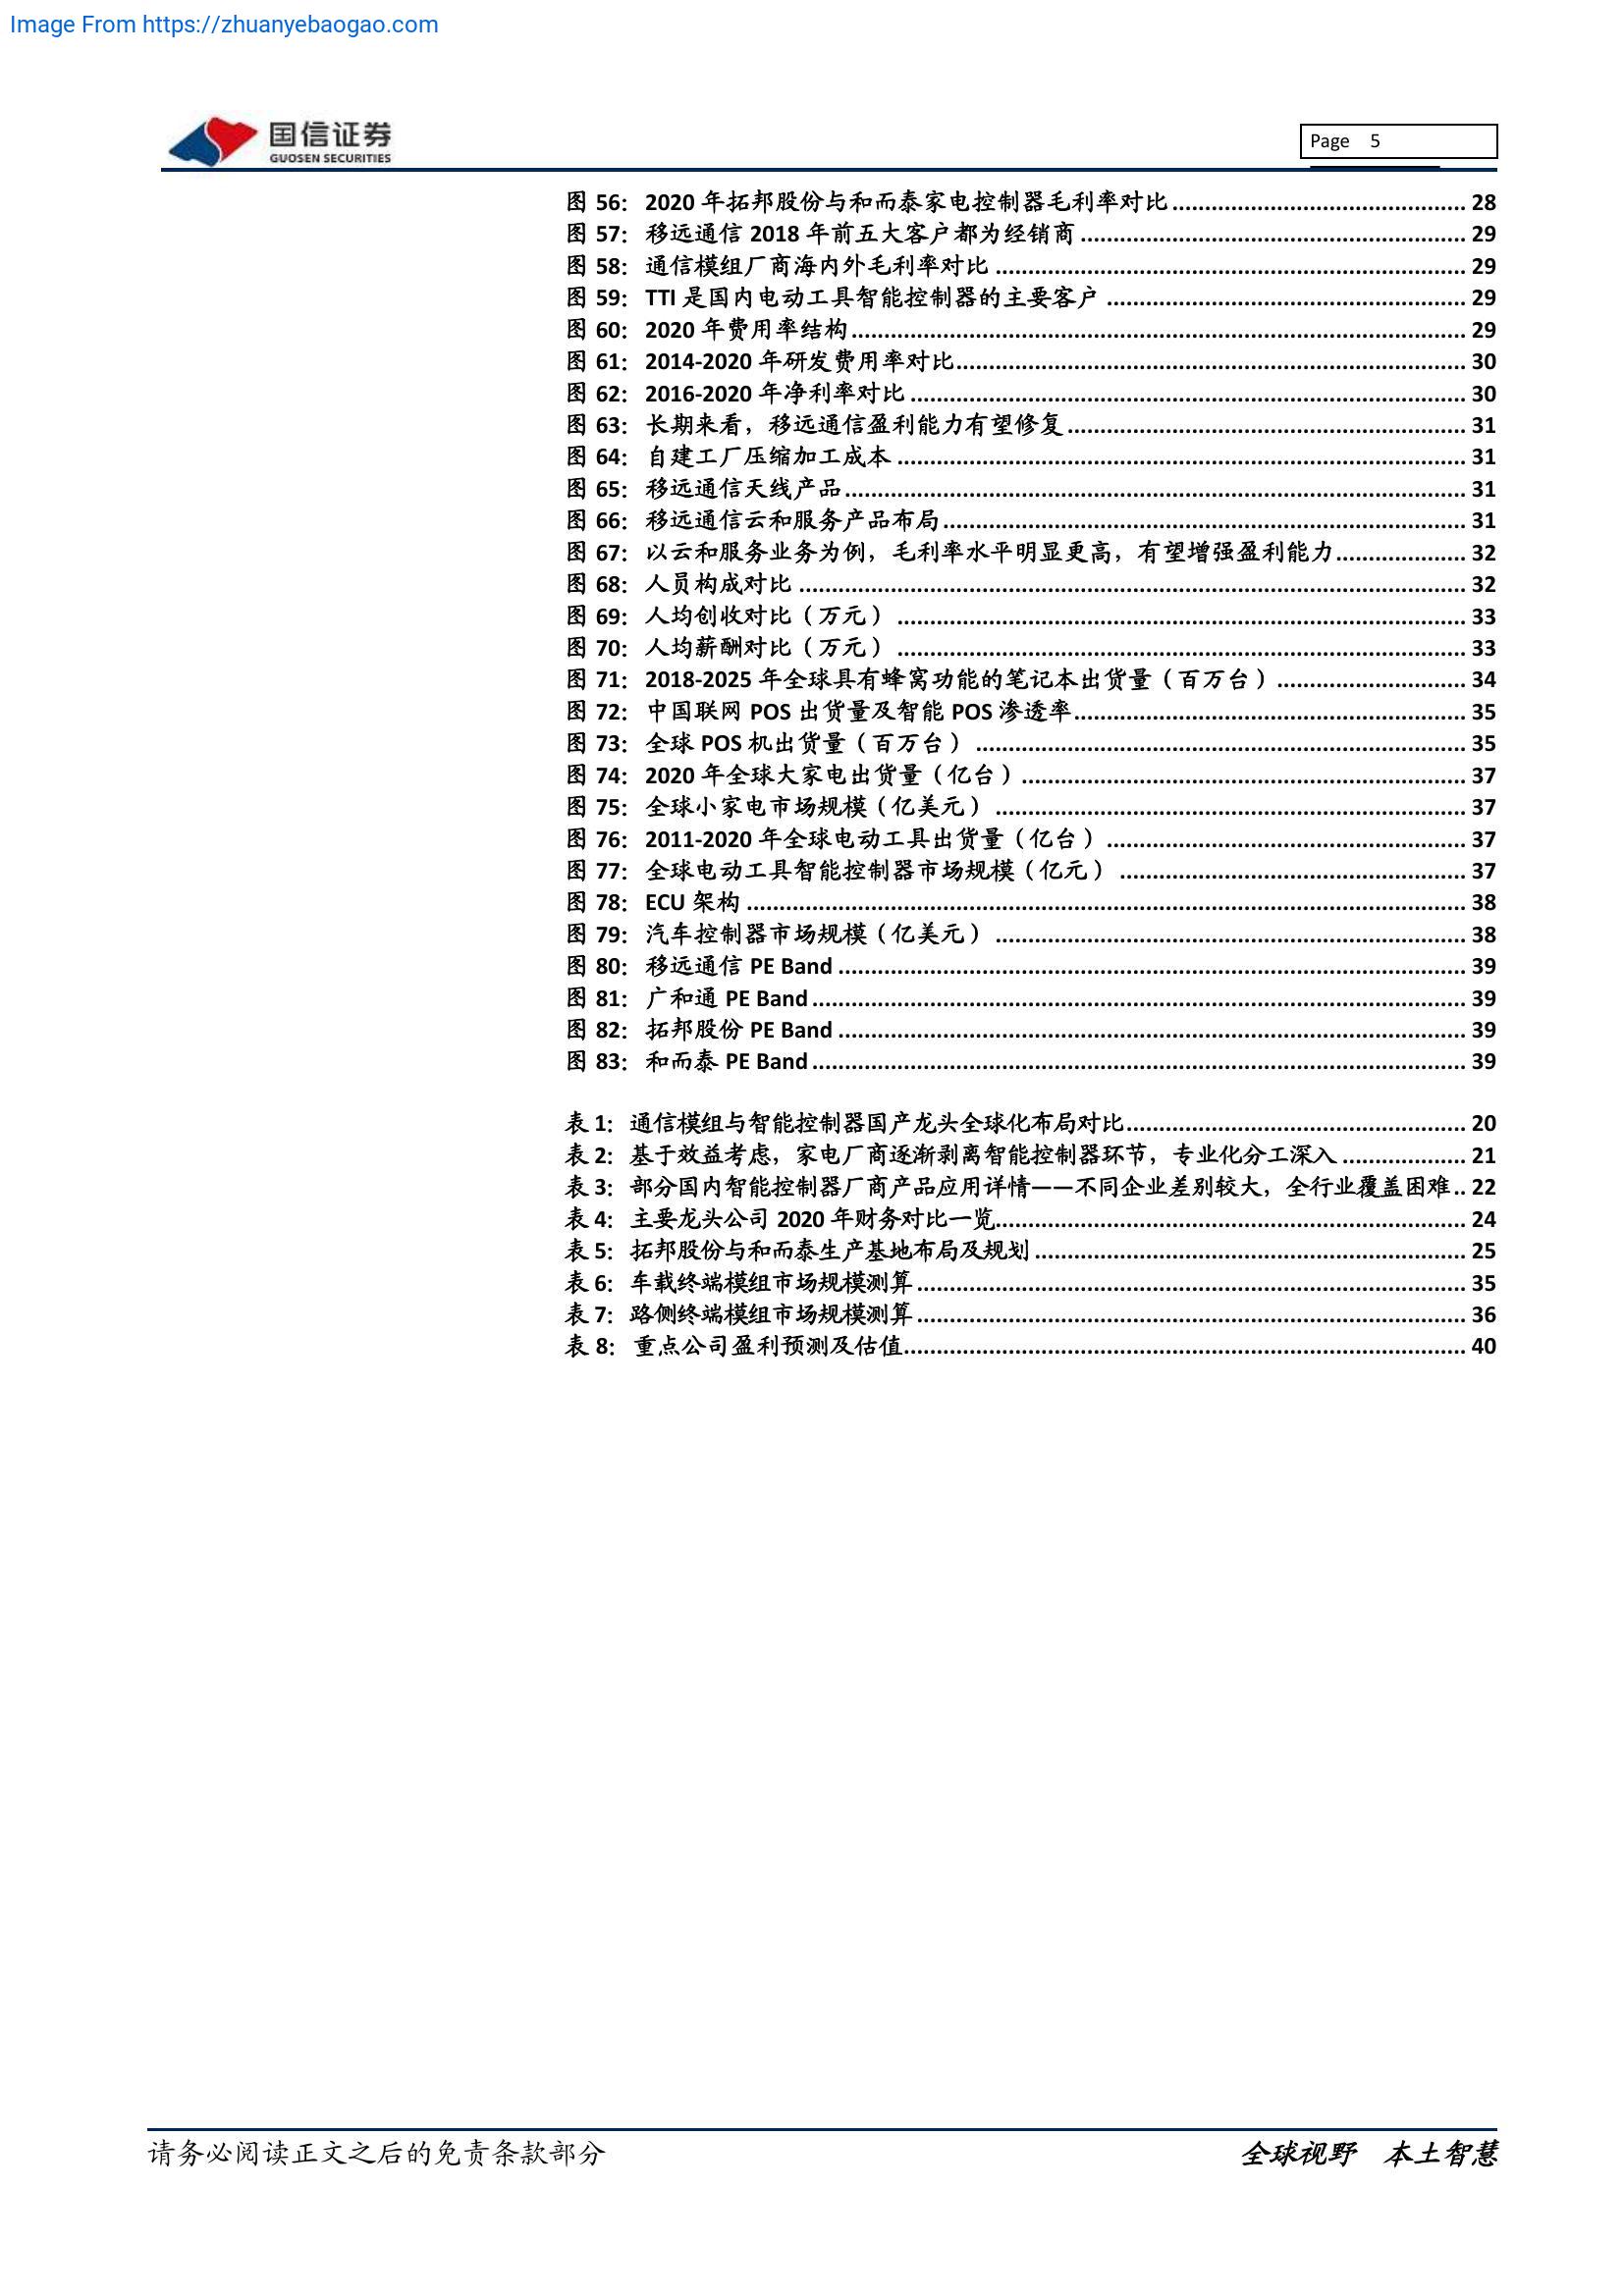 Image From https://zhuanyebaogao.com
国信证券
GUOSEN SECURITIES
Page 5
图 56：2020 年拓邦股份与和而泰家电控制器毛利率对比............................................. 28
图 57：移远通信 2018 年前五大客户都为经销商........................................................... 29
图 58：通信模组厂商海内外毛利率对比........................................................................ 29
图 59：TTI 是国内电动工具智能控制器的主要客户....................................................... 29
图 60：2020 年费用率结构.............................................................................................. 29
图 61：2014-2020 年研发费用率对比.............................................................................. 30
图 62：2016-2020 年净利率对比..................................................................................... 30
图 63：长期来看，移远通信盈利能力有望修复............................................................. 31
图 64：自建工厂压缩加工成本....................................................................................... 31
图 65：移远通信天线产品............................................................................................... 31
图 66：移远通信云和服务产品布局................................................................................ 31
图 67：以云和服务业务为例，毛利率水平明显更高，有望增强盈利能力.................... 32
图 68：人员构成对比...................................................................................................... 32
图 69：人均创收对比（万元）....................................................................................... 33
图 70：人均薪酬对比（万元）....................................................................................... 33
图 71：2018-2025 年全球具有蜂窝功能的笔记本出货量（百万台）............................. 34
图 72：中国联网 POS 出货量及智能 POS 渗透率............................................................ 35
图 73：全球 POS 机出货量（百万台）........................................................................... 35
图 74：2020 年全球大家电出货量（亿台）.................................................................... 37
图 75：全球小家电市场规模（亿美元）........................................................................ 37
图 76：2011-2020 年全球电动工具出货量（亿台）....................................................... 37
图 77：全球电动工具智能控制器市场规模（亿元）..................................................... 37
图 78：ECU 架构.............................................................................................................. 38
图 79：汽车控制器市场规模（亿美元）........................................................................ 38
图 80：移远通信 PE Band................................................................................................ 39
图 81：广和通 PE Band.................................................................................................... 39
图 82：拓邦股份 PE Band................................................................................................ 39
图 83：和而泰 PE Band.................................................................................................... 39
表 1：通信模组与智能控制器国产龙头全球化布局对比.................................................... 20
表 2：基于效益考虑，家电厂商逐渐剥离智能控制器环节，专业化分工深入................... 21
表 3：部分国内智能控制器厂商产品应用详情——不同企业差别较大，全行业覆盖困难.. 22
表 4：主要龙头公司 2020 年财务对比一览........................................................................ 24
表 5：拓邦股份与和而泰生产基地布局及规划.................................................................. 25
表 6：车载终端模组市场规模测算.................................................................................... 35
表 7：路侧终端模组市场规模测算.................................................................................... 36
表 8：重点公司盈利预测及估值...................................................................................... 40
请务必阅读正文之后的免责条款部分
全球视野 本土智慧